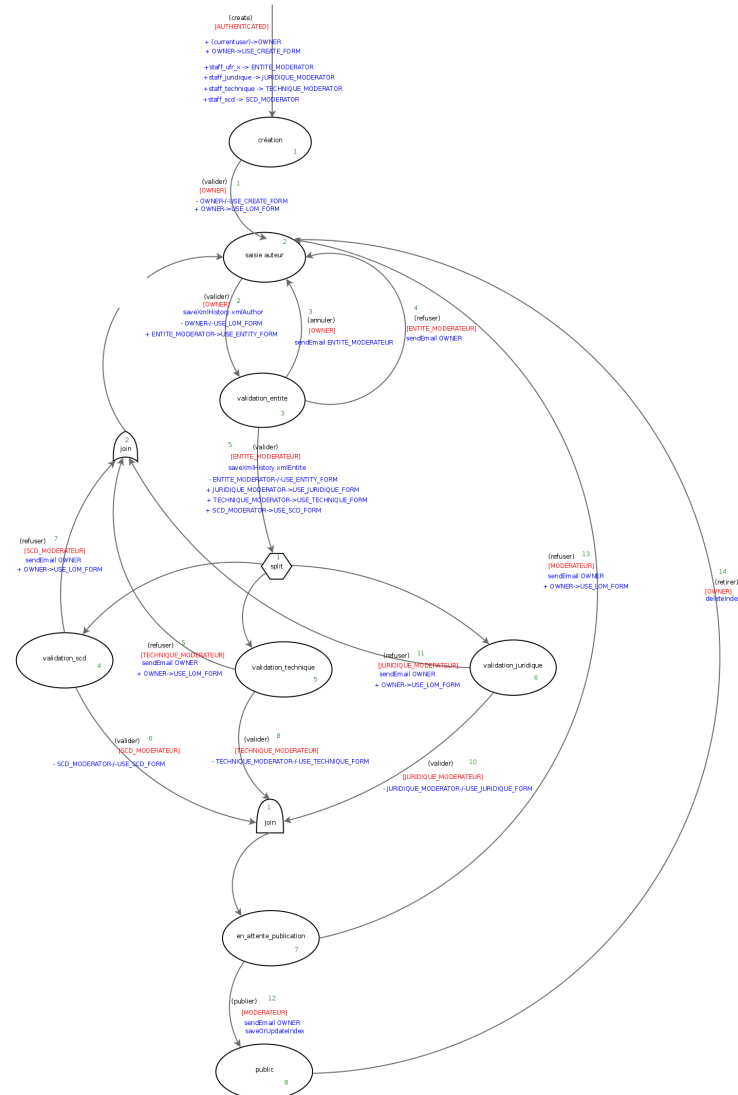 (create)
[AUTHENTICATED]
+ (currentuser)->OWNER
+ OWNER->USE_CREATE_FORM
+staff_ufr_x -> ENTITE_MODERATOR
+staff_juridique -> JURIDIQUE_MODERATOR
+staff_technique -> TECHNIQUE_MODERATOR
+staff_scd -> SCD_MODERATOR
création
1
(valider)
1
[OWNER]
- OWNER-/-USE_CREATE_FORM
+ OWNER->USE_LOM_FORM
2
saisie auteur
(valider)
2
[OWNER]
saveXmlHistory xmlAuthor
- OWNER-/-USE_LOM_FORM
+ ENTITE_MODERATOR->USE_ENTITY_FORM
3
(annuler)
[OWNER]
sendEmail ENTITE_MODERATEUR
4
(refuser)
[ENTITE_MODERATEUR]
sendEmail OWNER
validation_entite
3
5
(valider)
[ENTITE_MODERATEUR]
saveXmlHistory xmlEntite
- ENTITE_MODERATOR-/-USE_ENTITY_FORM
+ JURIDIQUE_MODERATOR->USE_JURIDIQUE_FORM
+ TECHNIQUE_MODERATOR->USE_TECHNIQUE_FORM
+ SCD_MODERATOR->USE_SCD_FORM
2
join
(refuser)
7
[SCD_MODERATEUR]
sendEmail OWNER
+ OWNER->USE_LOM_FORM
1
split
(refuser)
13
[MODERATEUR]
sendEmail OWNER
+ OWNER->USE_LOM_FORM
14
(retirer)
[OWNER]
deleteInde
validation_scd
4
(refuser)
5
[TECHNIQUE_MODERATEUR]
sendEmail OWNER
+ OWNER->USE_LOM_FORM
validation_technique
5
(refuser)
11
[JURIDIQUE_MODERATEUR]
sendEmail OWNER
+ OWNER->USE_LOM_FORM
validation_juridique
6
(valider)
6
[SCD_MODERATEUR]
- SCD_MODERATOR-/-USE_SCD_FORM
(valider)
8
[TECHNIQUE_MODERATEUR]
- TECHNIQUE_MODERATOR-/-USE_TECHNIQUE_FORM
(valider)
10
[JURIDIQUE_MODERATEUR]
- JURIDIQUE_MODERATOR-/-USE_JURIDIQUE_FORM
1
join
en_attente_publication
7
(publier)
12
[MODERATEUR]
sendEmail OWNER
saveOrUpdateIndex
public
8